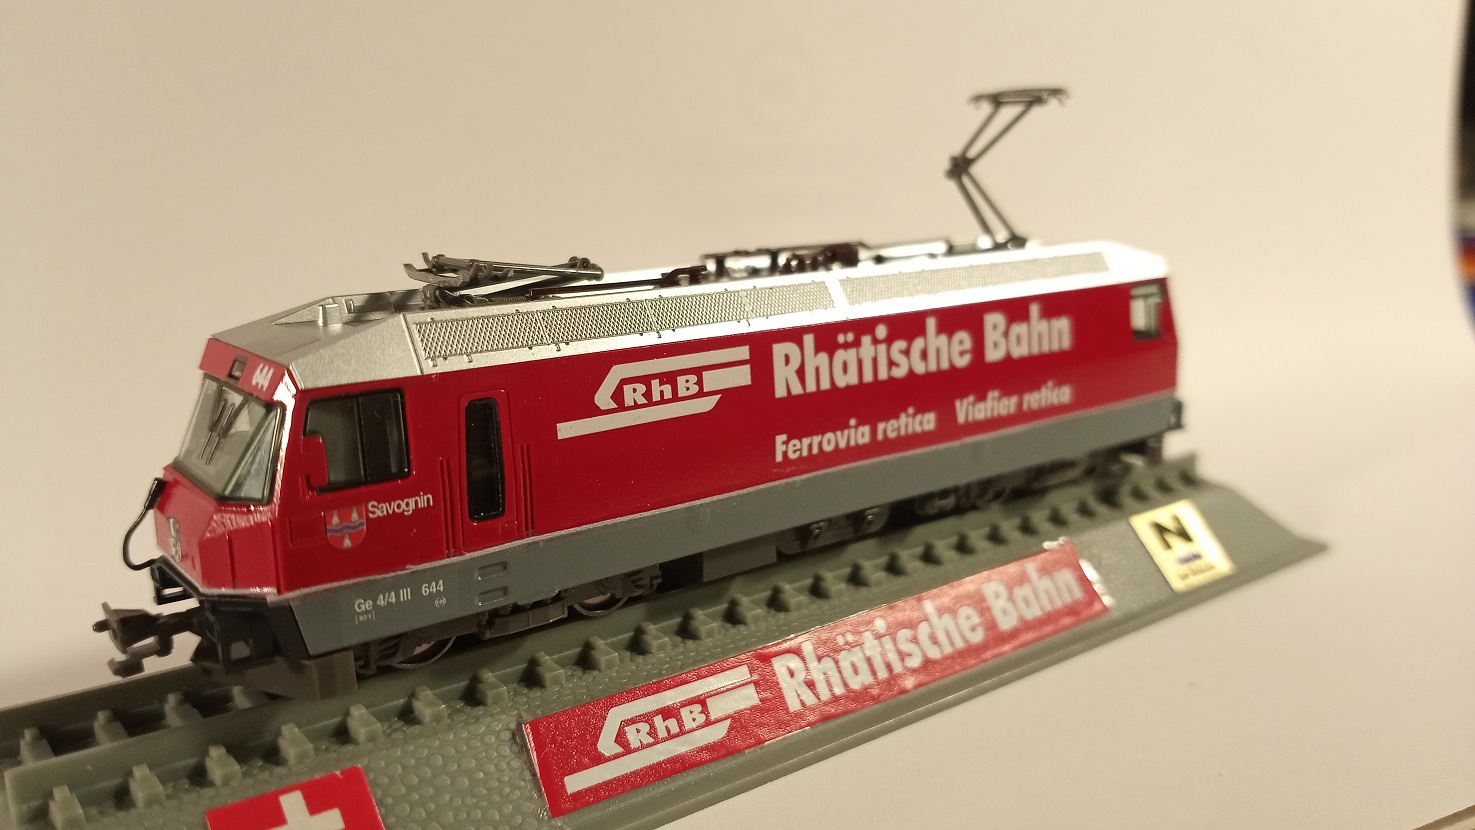 644
RhB
Rhätische Bahn
Ferrovia retica Viafier retica
Savognin
Ge 4/4 III 644
RhB
Rhätische Bahn
N